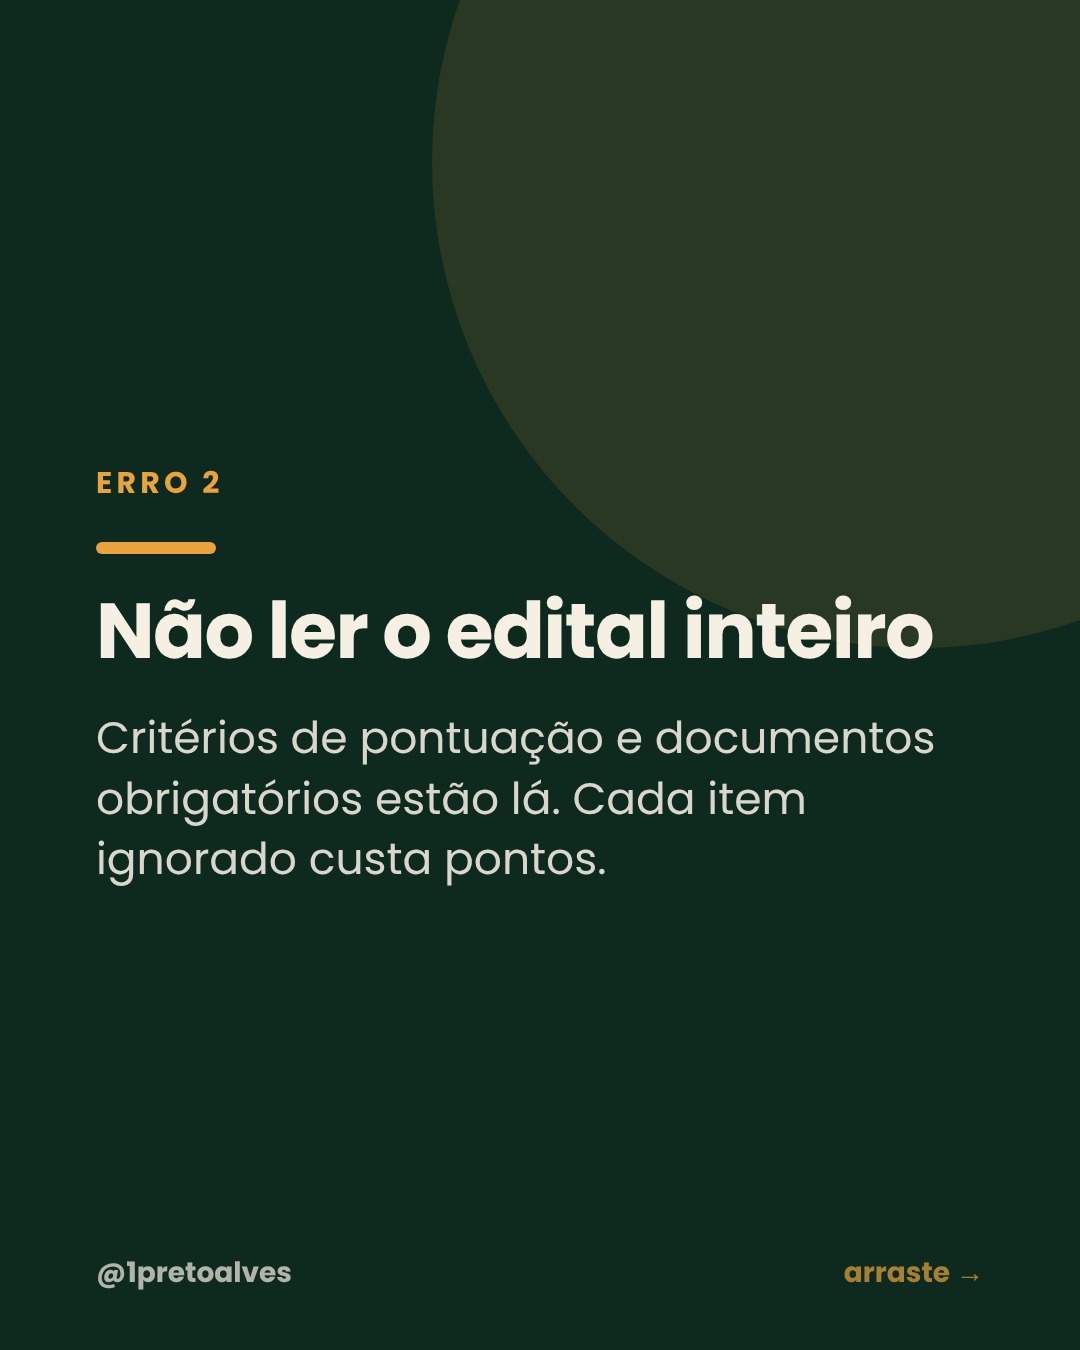 ERRO 2
Não ler o edital inteiro
Critérios de pontuação e documentos
obrigatórios estão lá. Cada item
ignorado custa pontos.
@1pretoalves
arraste →